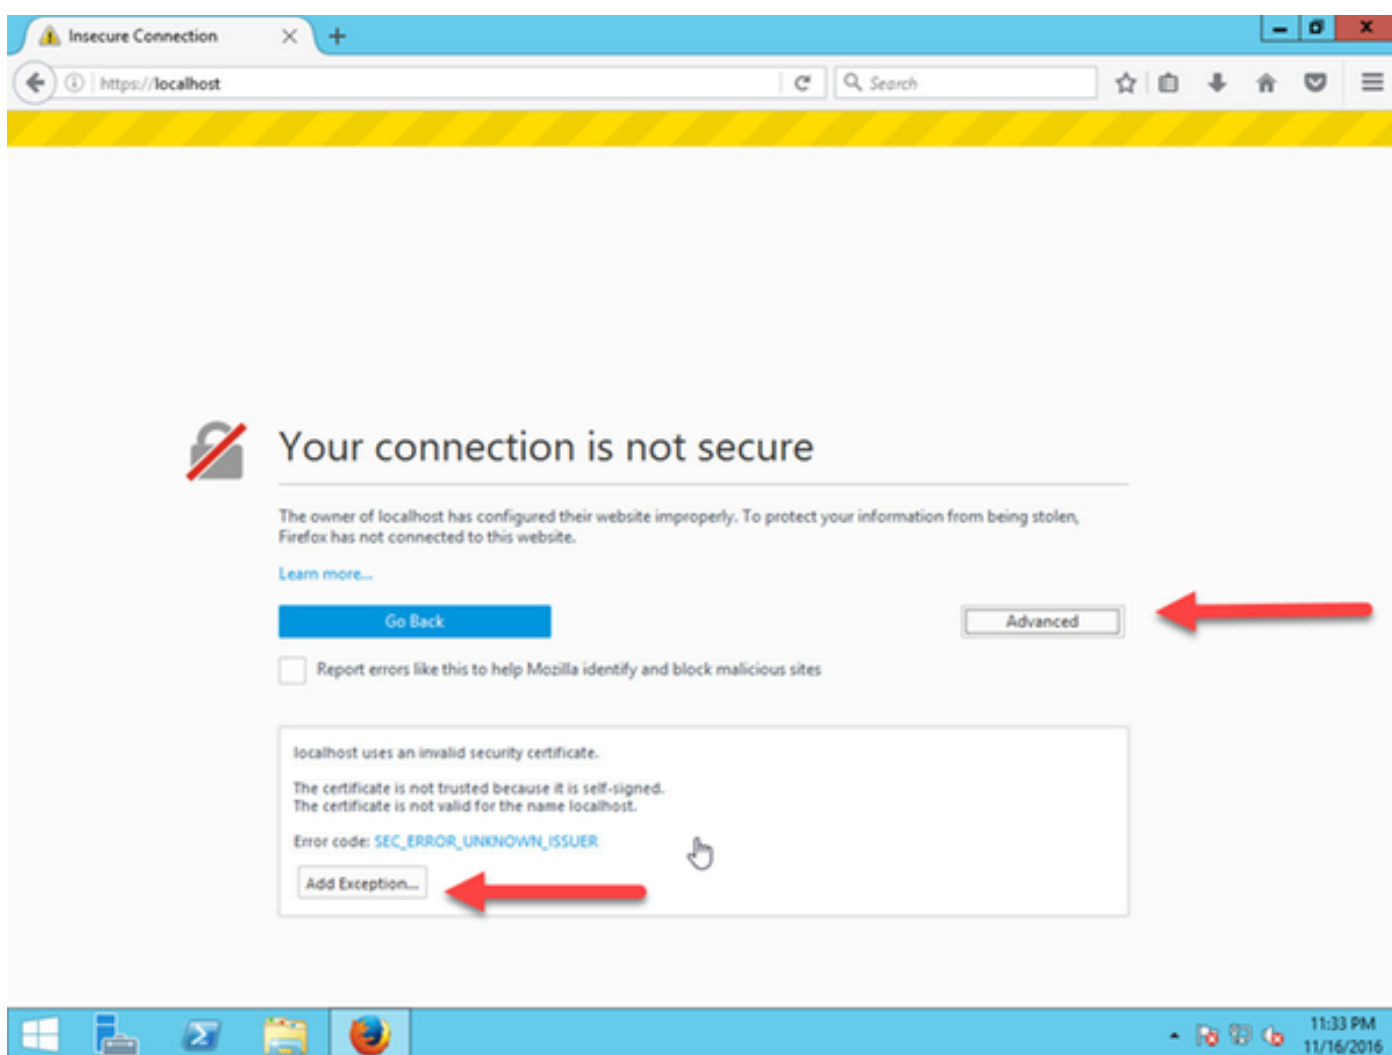 Insecure Connection
https://localhost
Search
Your connection is not secure
The owner of localhost has configured their website improperly. To protect your information from being stolen,
Firefox has not connected to this website.
Learn more...
Go Back
Advanced
Report errors like this to help Mozilla identify and block malicious sites
localhost uses an invalid security certificate.
The certificate is not trusted because it is self-signed.
The certificate is not valid for the name localhost.
Error code: SEC_ERROR_UNKNOWN_ISSUER
Add Exception...
11:33 PM
11/16/2016